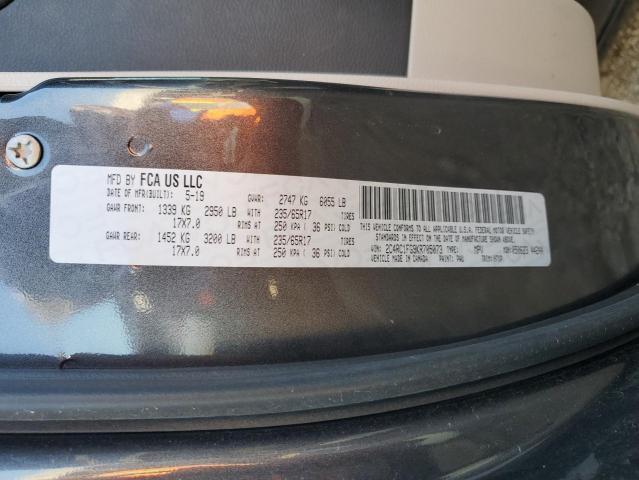 MFD BY FCA US LLC
DATE OF MFR(BUILT): 5-19 GVWR: 2747 KG 6055 LB
GAWR FRONT: 1339 KG 2950 LB WITH 235/65R17 TIRES
17X7.0 RIMS AT 250 KPA ( 36 PSI) COLD
GAWR REAR: 1452 KG 3200 LB WITH 235/65R17 TIRES
17X7.0 RIMS AT 250 KPA ( 36 PSI) COLD
THIS VEHICLE CONFORMS TO ALL APPLICABLE U.S.A. FEDERAL MOTOR VEHICLE SAFETY
STANDARDS IN EFFECT ON THE DATE OF MANUFACTURE SHOWN ABOVE.
VIN: 2C4RC1FG9KR705073 TYPE: MPV
VEHICLE MADE IN CANADA PAINT: PAU TRIM: